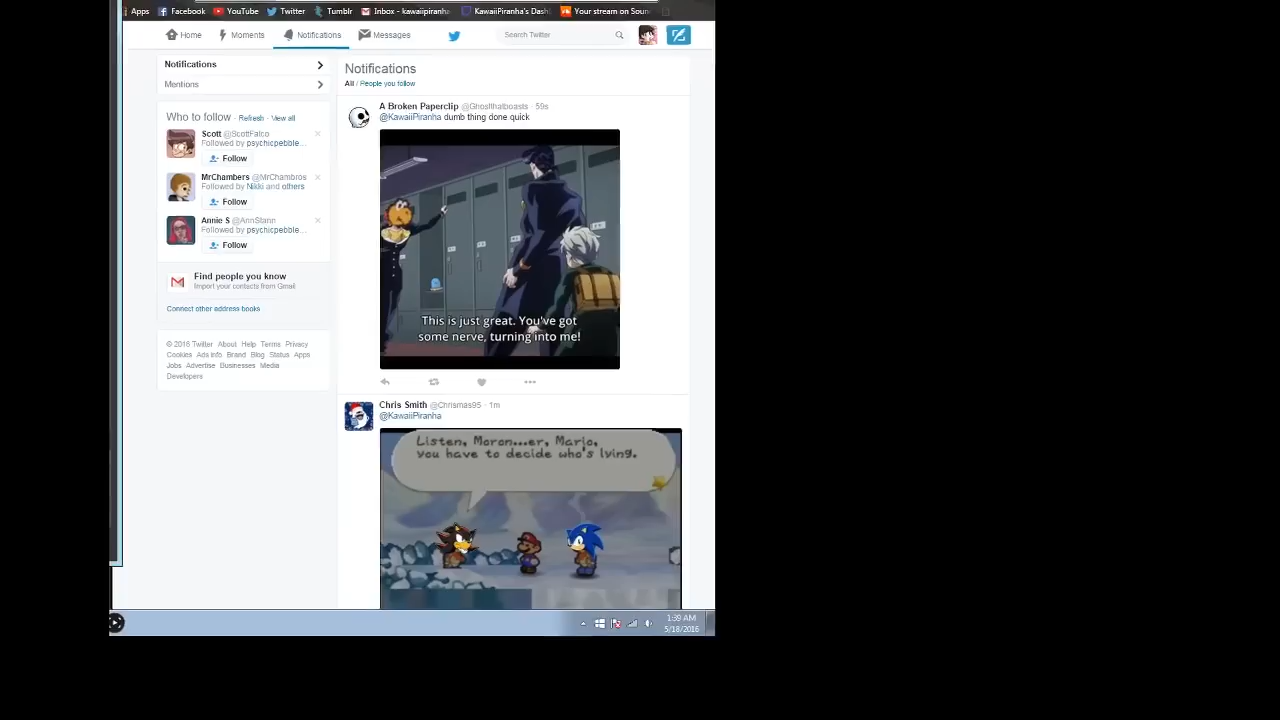 Apps Facebook YouTube Twitter Tumblr Inbox - kawaiipiranha KawaiiPiranha's Dash Your stream on Soun
Home Moments Notifications Messages Search Twitter
Notifications
Mentions
Who to follow · Refresh · View all
Scott @ScottFalco
Followed by psychicpebble...
Follow
MrChambers @MrChambros
Followed by Nikki and others
Follow
Annie S @AnnStann
Followed by psychicpebble...
Follow
Find people you know
Import your contacts from Gmail
Connect other address books
© 2016 Twitter About Help Terms Privacy
Cookies Ads info Brand Blog Status Apps
Jobs Advertise Businesses Media
Developers
Notifications
All / People you follow
A Broken Paperclip @Ghostthatboasts · 59s
@KawaiiPiranha dumb thing done quick
This is just great. You've got
some nerve, turning into me!
Chris Smith @Chrismas95 · 1m
@KawaiiPiranha
Listen, Moron...er, Mario,
you have to decide who's lying.
1:39 AM
5/18/2016